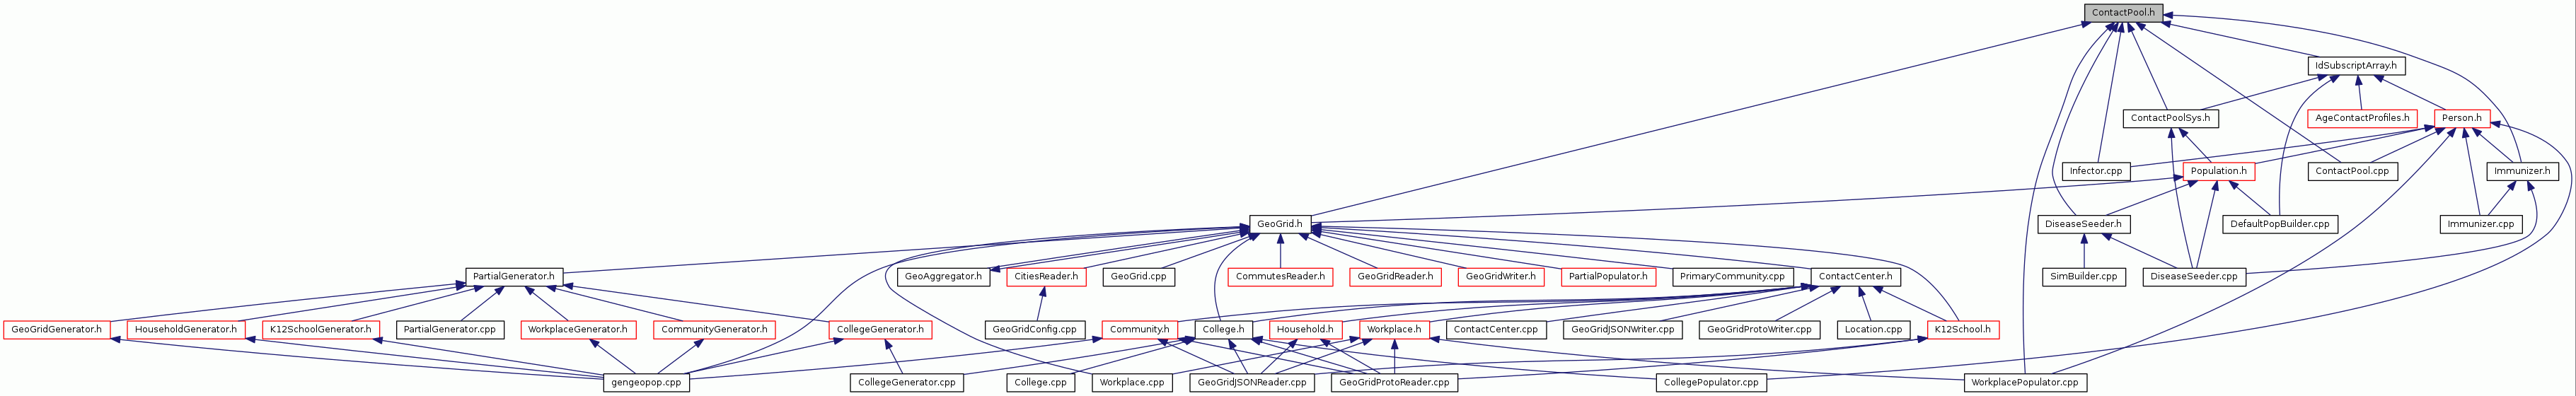 ContactPool.h
IdSubscriptArray.h
ContactPoolSys.h
AgeContactProfiles.h
Person.h
Infector.cpp
Population.h
ContactPool.cpp
Immunizer.h
GeoGrid.h
DiseaseSeeder.h
DefaultPopBuilder.cpp
Immunizer.cpp
PartialGenerator.h
GeoAggregator.h
CitiesReader.h
GeoGrid.cpp
CommutesReader.h
GeoGridReader.h
GeoGridWriter.h
PartialPopulator.h
PrimaryCommunity.cpp
ContactCenter.h
SimBuilder.cpp
DiseaseSeeder.cpp
GeoGridGenerator.h
HouseholdGenerator.h
K12SchoolGenerator.h
PartialGenerator.cpp
WorkplaceGenerator.h
CommunityGenerator.h
CollegeGenerator.h
GeoGridConfig.cpp
Community.h
College.h
Household.h
Workplace.h
ContactCenter.cpp
GeoGridJSONWriter.cpp
GeoGridProtoWriter.cpp
Location.cpp
K12School.h
gengeopop.cpp
CollegeGenerator.cpp
College.cpp
Workplace.cpp
GeoGridJSONReader.cpp
GeoGridProtoReader.cpp
CollegePopulator.cpp
WorkplacePopulator.cpp